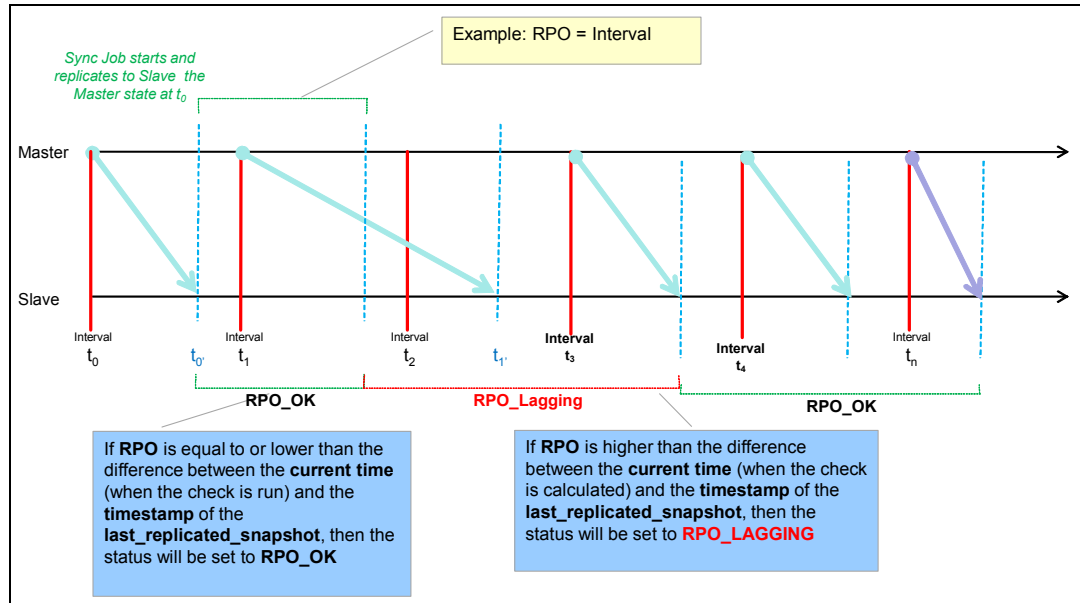 Example: RPO = Interval
Sync Job starts and
replicates to Slave the
Master state at t0
Master
Slave
Interval
t0
t0'
Interval
t1
Interval
t2
t1'
Interval
t3
Interval
t4
Interval
tn
RPO_OK
RPO_Lagging
RPO_OK
If RPO is equal to or lower than the
difference between the current time
(when the check is run) and the
timestamp of the
last_replicated_snapshot, then the
status will be set to RPO_OK
If RPO is higher than the difference
between the current time (when the check
is calculated) and the timestamp of the
last_replicated_snapshot, then the
status will be set to RPO_LAGGING